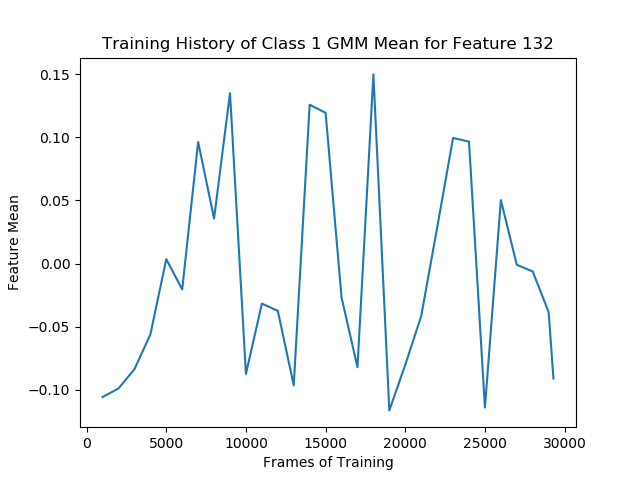 Training History of Class 1 GMM Mean for Feature 132
0.15
0.10
0.05
0.00
−0.05
−0.10
Feature Mean
0 5000 10000 15000 20000 25000 30000
Frames of Training